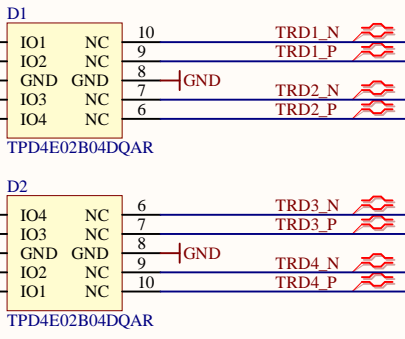 D1
IO1 NC 10 TRD1_N
IO2 NC 9 TRD1_P
GND GND 8 GND
IO3 NC 7 TRD2_N
IO4 NC 6 TRD2_P
TPD4E02B04DQAR
D2
IO4 NC 6 TRD3_N
IO3 NC 7 TRD3_P
GND GND 8 GND
IO2 NC 9 TRD4_N
IO1 NC 10 TRD4_P
TPD4E02B04DQAR